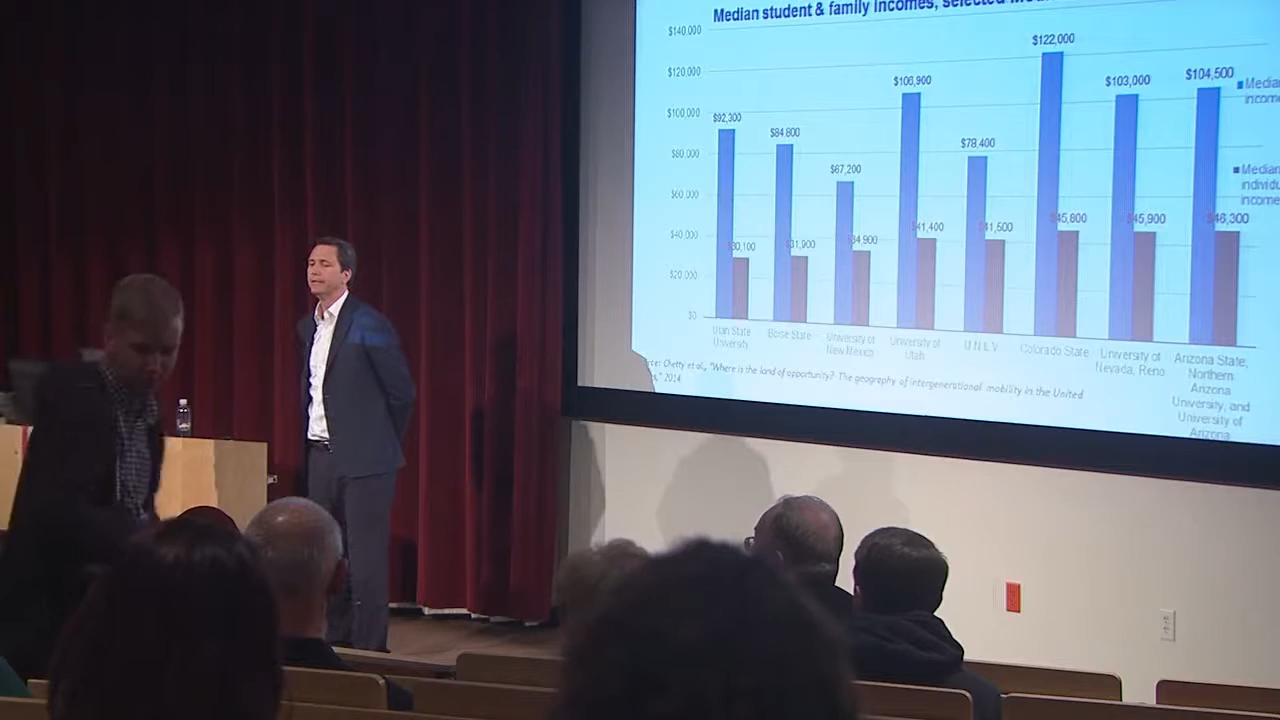 Median student & family incomes, selected
$140,000
$120,000
$100,000
$80,000
$60,000
$40,000
$20,000
$0
$92,300
$30,100
$84,800
$31,900
$67,200
$34,900
$106,900
$41,400
$78,400
$41,500
$122,000
$45,800
$103,000
$45,900
$104,500
$46,300
Utah State
University
Boise State
University of
New Mexico
University of
Utah
U.N.L.V.
Colorado State
University of
Nevada, Reno
Arizona State,
Northern
Arizona
University, and
University of
Arizona
Chetty et al., "Where is the land of opportunity? The geography of intergenerational mobility in the United
2014